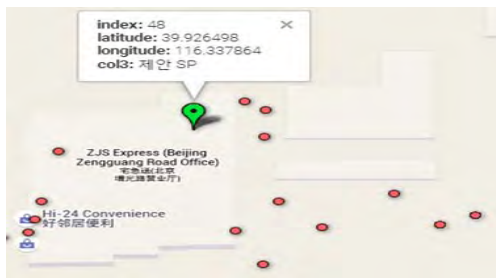 index: 48
latitude: 39.926498
longitude: 116.337864
col3: 제안 SP
ZJS Express (Beijing
Zengguang Road Office)
宅急送(北京
增光路营业厅)
Hi-24 Convenience
好邻居便利